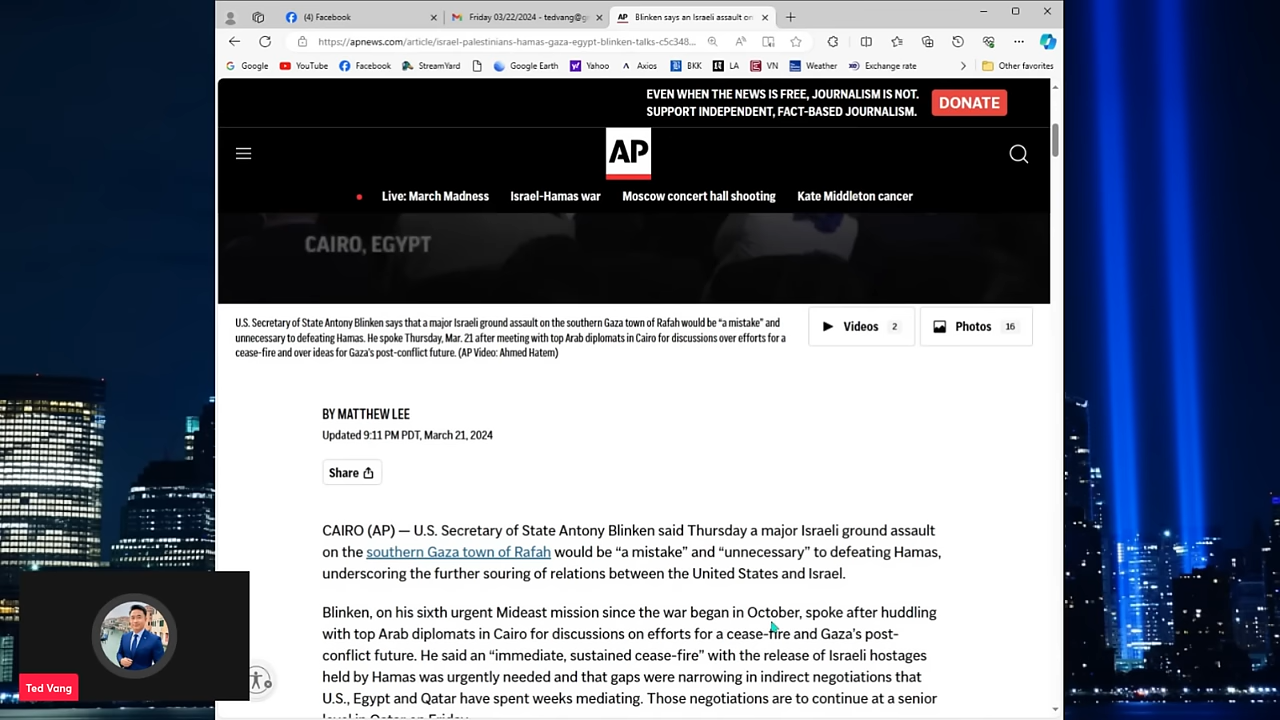 (4) Facebook
Friday 03/22/2024 - tedvang@g
Blinken says an Israeli assault on
https://apnews.com/article/israel-palestinians-hamas-gaza-egypt-blinken-talks-c5c348...
Google YouTube Facebook StreamYard Google Earth Yahoo Axios BKK LA VN Weather Exchange rate Other favorites
EVEN WHEN THE NEWS IS FREE, JOURNALISM IS NOT.
SUPPORT INDEPENDENT, FACT-BASED JOURNALISM.
DONATE
AP
Live: March Madness Israel-Hamas war Moscow concert hall shooting Kate Middleton cancer
CAIRO, EGYPT
U.S. Secretary of State Antony Blinken says that a major Israeli ground assault on the southern Gaza town of Rafah would be “a mistake” and
unnecessary to defeating Hamas. He spoke Thursday, Mar. 21 after meeting with top Arab diplomats in Cairo for discussions over efforts for a
cease-fire and over ideas for Gaza’s post-conflict future. (AP Video: Ahmed Hatem)
Videos 2
Photos 16
BY MATTHEW LEE
Updated 9:11 PM PDT, March 21, 2024
Share
CAIRO (AP) — U.S. Secretary of State Antony Blinken said Thursday a major Israeli ground assault
on the southern Gaza town of Rafah would be “a mistake” and “unnecessary” to defeating Hamas,
underscoring the further souring of relations between the United States and Israel.
Blinken, on his sixth urgent Mideast mission since the war began in October, spoke after huddling
with top Arab diplomats in Cairo for discussions on efforts for a cease-fire and Gaza’s post-
conflict future. He said an “immediate, sustained cease-fire” with the release of Israeli hostages
held by Hamas was urgently needed and that gaps were narrowing in indirect negotiations that
U.S., Egypt and Qatar have spent weeks mediating. Those negotiations are to continue at a senior
level in Qatar on Friday.
Ted Vang